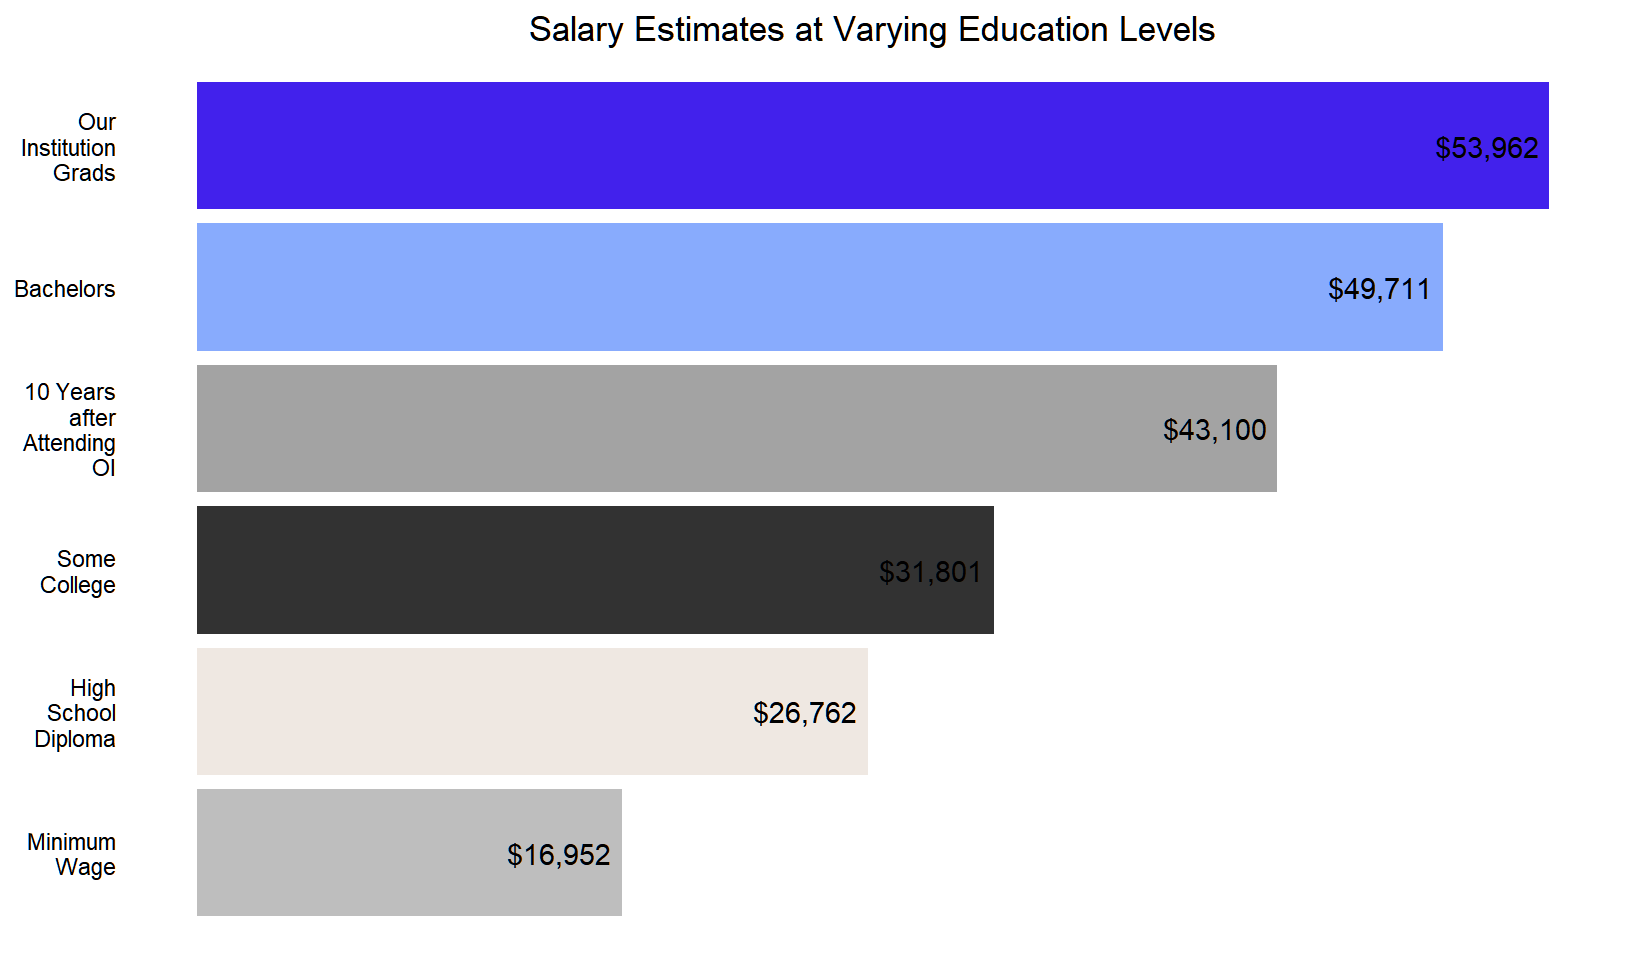 Salary Estimates at Varying Education Levels
Our
Institution
Grads
$53,962
Bachelors
$49,711
10 Years
after
Attending
OI
$43,100
Some
College
$31,801
High
School
Diploma
$26,762
Minimum
Wage
$16,952